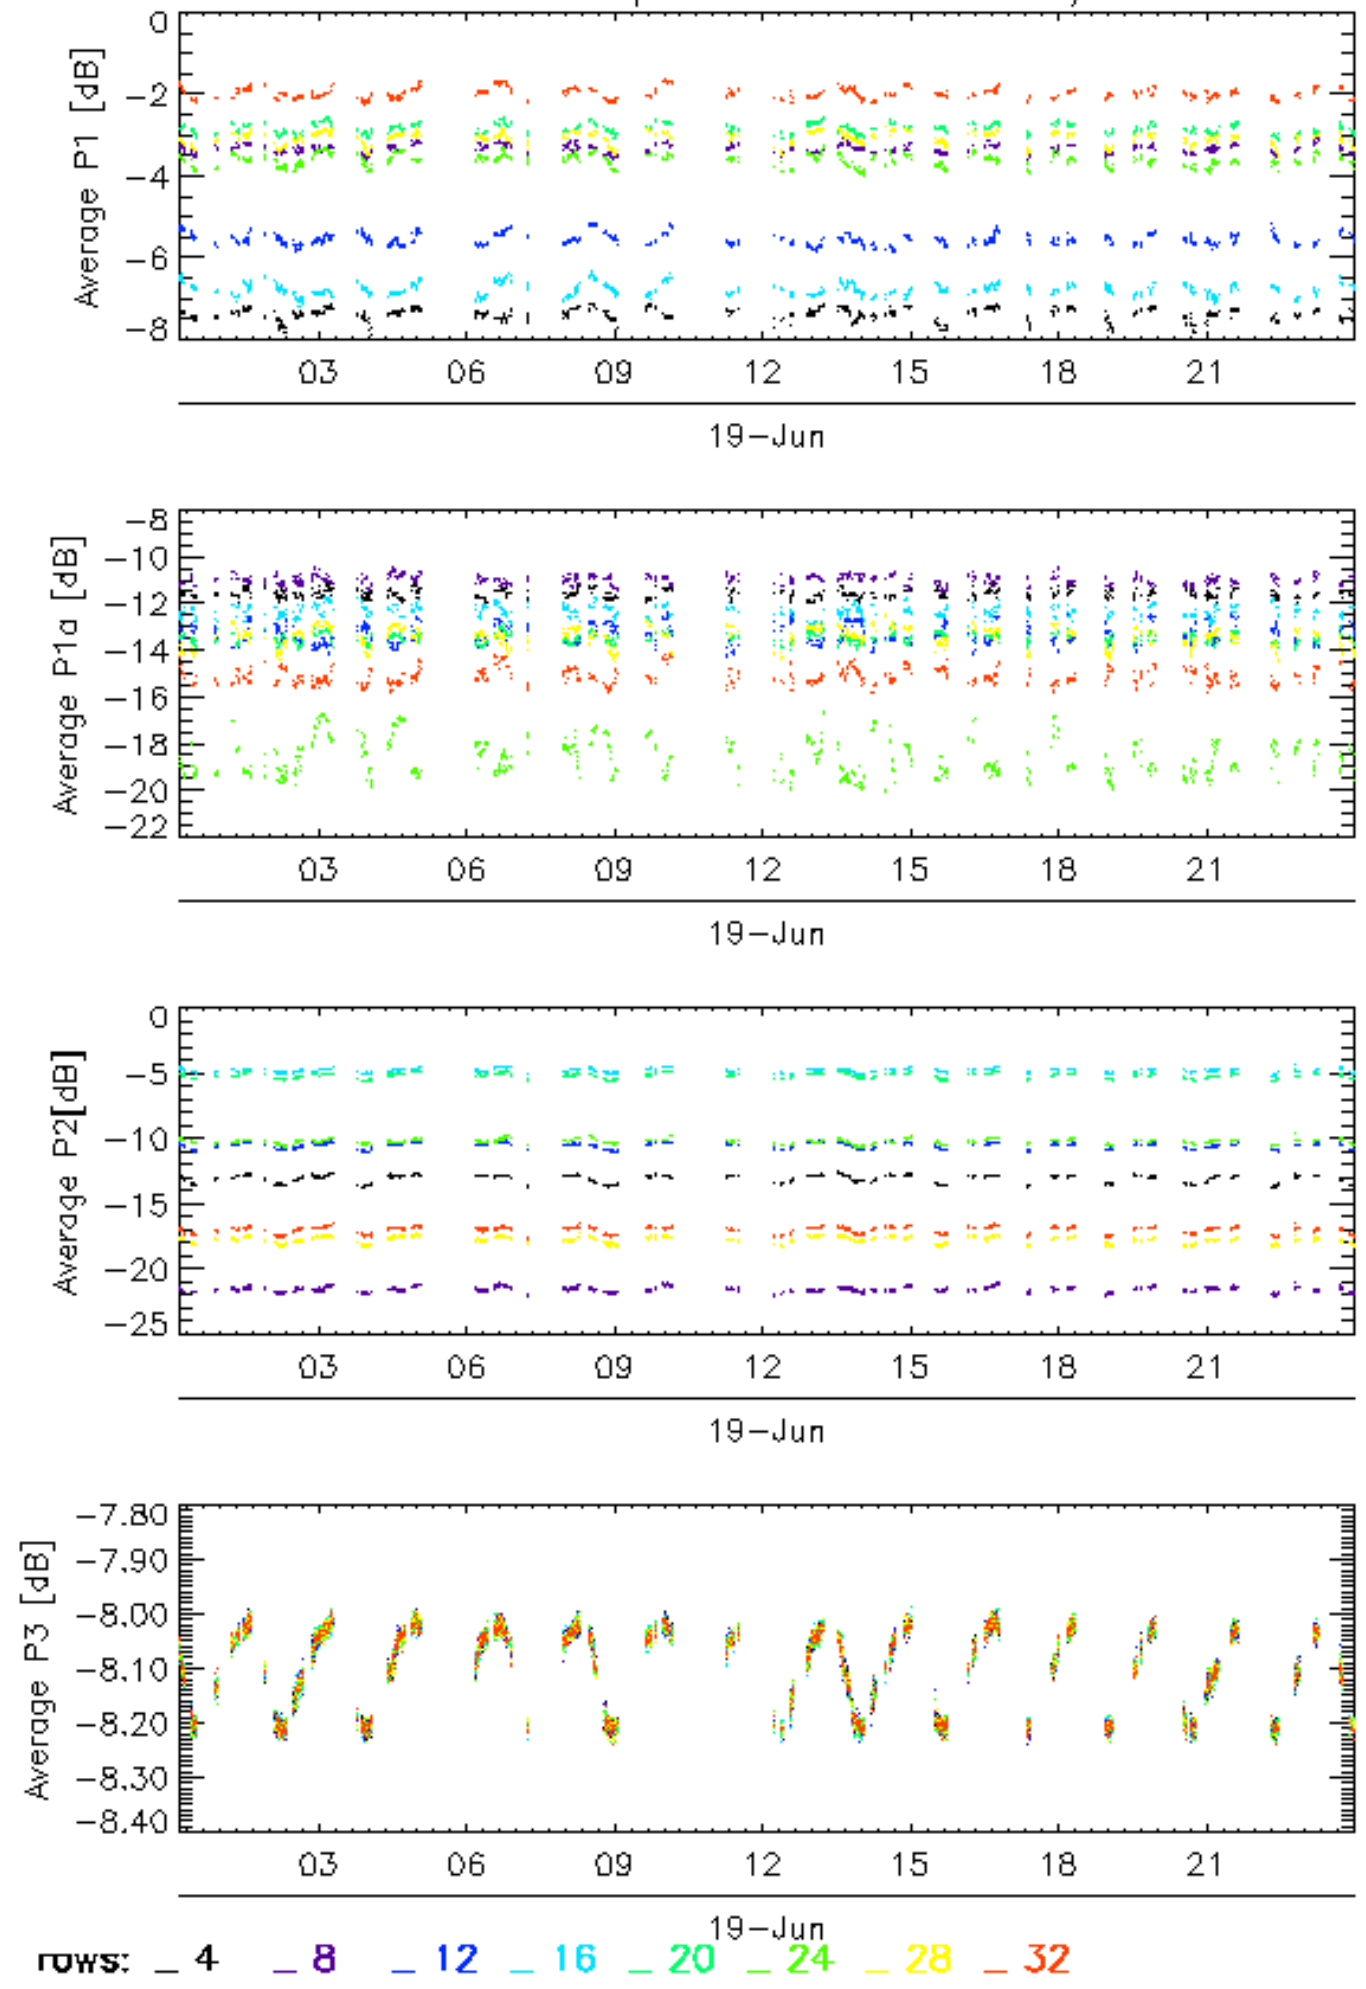 0
-2
-4
-6
-8
Average P1 [dB]
03 06 09 12 15 18 21
19-Jun
-8
-10
-12
-14
-16
-18
-20
-22
Average P1a [dB]
03 06 09 12 15 18 21
19-Jun
0
-5
-10
-15
-20
-25
Average P2[dB]
03 06 09 12 15 18 21
19-Jun
-7.80
-7.90
-8.00
-8.10
-8.20
-8.30
-8.40
Average P3 [dB]
03 06 09 12 15 18 21
19-Jun
rows: _ 4 _ 8 _ 12 _ 16 _ 20 _ 24 _ 28 _ 32